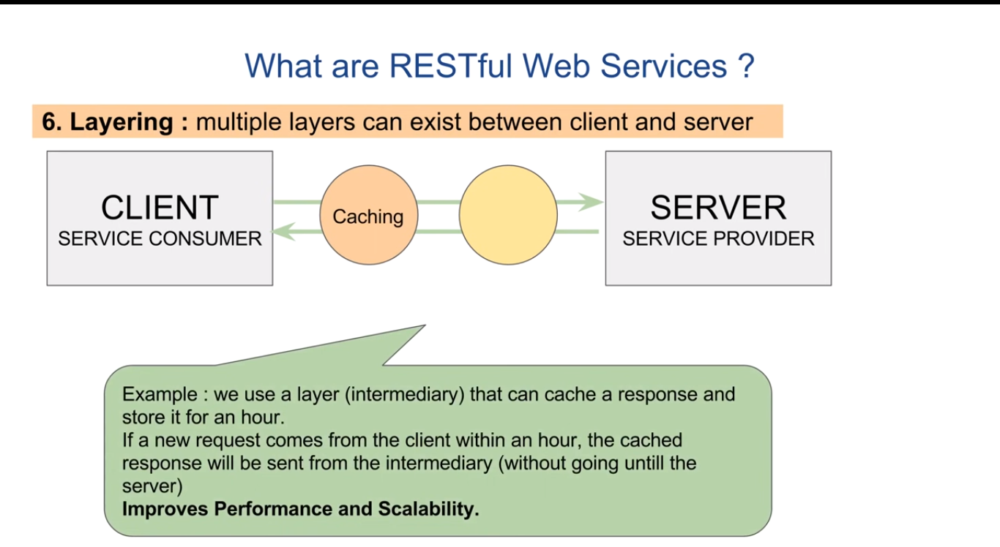 What are RESTful Web Services ?
6. Layering : multiple layers can exist between client and server
CLIENT
SERVICE CONSUMER
Caching
SERVER
SERVICE PROVIDER
Example : we use a layer (intermediary) that can cache a response and
store it for an hour.
If a new request comes from the client within an hour, the cached
response will be sent from the intermediary (without going untill the
server)
Improves Performance and Scalability.